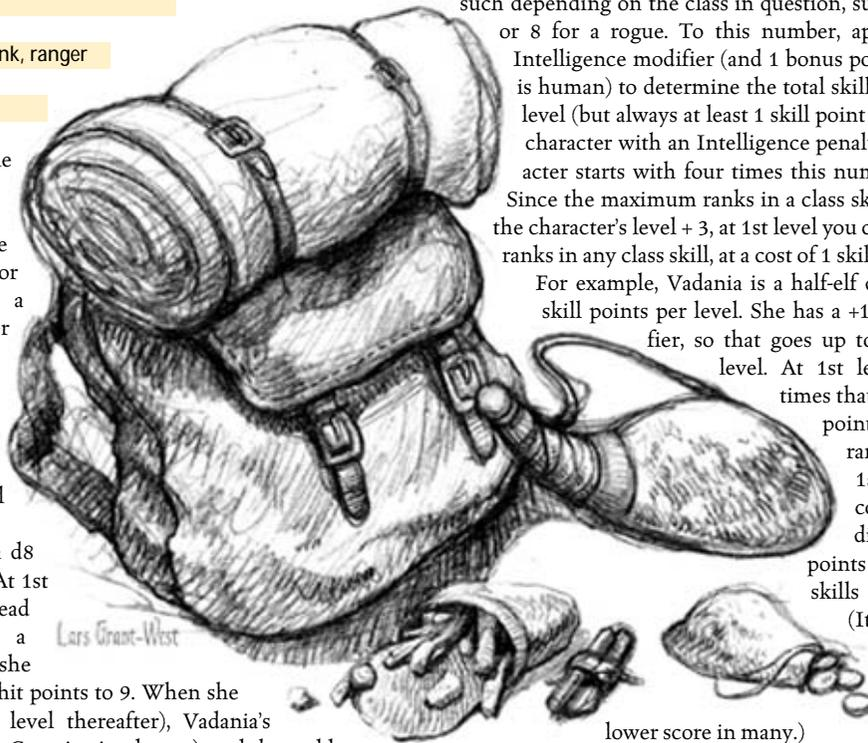 nk, ranger
e
e
or
a
r
d8
At 1st
ead
a
she
hit points to 9. When she
level thereafter), Vadania's
Lars Grant-West
such depending on the class in question, su
or 8 for a rogue. To this number, ap
Intelligence modifier (and 1 bonus po
is human) to determine the total skill
level (but always at least 1 skill point
character with an Intelligence penal
acter starts with four times this num
Since the maximum ranks in a class sk
the character's level + 3, at 1st level you c
ranks in any class skill, at a cost of 1 skil
For example, Vadania is a half-elf
skill points per level. She has a +1
fier, so that goes up to
level. At 1st le
times that
point
ran
1
co
di
points
skills
(It
lower score in many.)